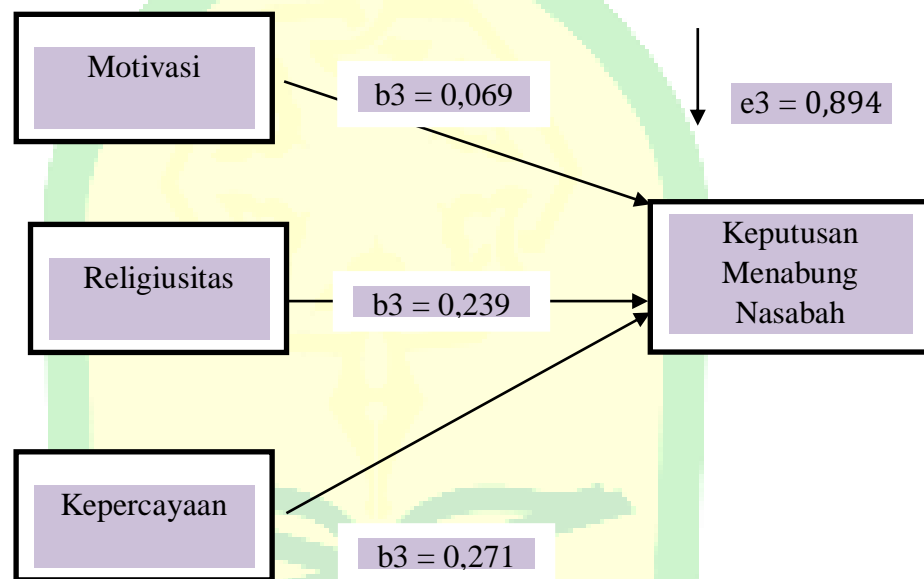 Motivasi
b3 = 0,069
e3 = 0,894
Religiusitas
b3 = 0,239
Keputusan
Menabung
Nasabah
Kepercayaan
b3 = 0,271